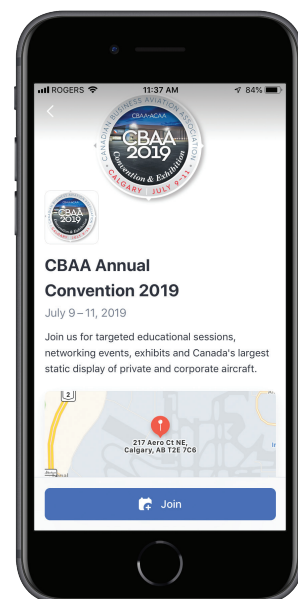 ROGERS 11:37 AM 84%
CANADIAN BUSINESS AVIATION ASSOCIATION
CBAA•ACAA
CBAA
2019
Convention & Exhibition
CALGARY JULY 9-11
CBAA
2019
CBAA Annual
Convention 2019
July 9–11, 2019
Join us for targeted educational sessions,
networking events, exhibits and Canada's largest
static display of private and corporate aircraft.
2
217 Aero Ct NE,
Calgary, AB T2E 7C6
Join